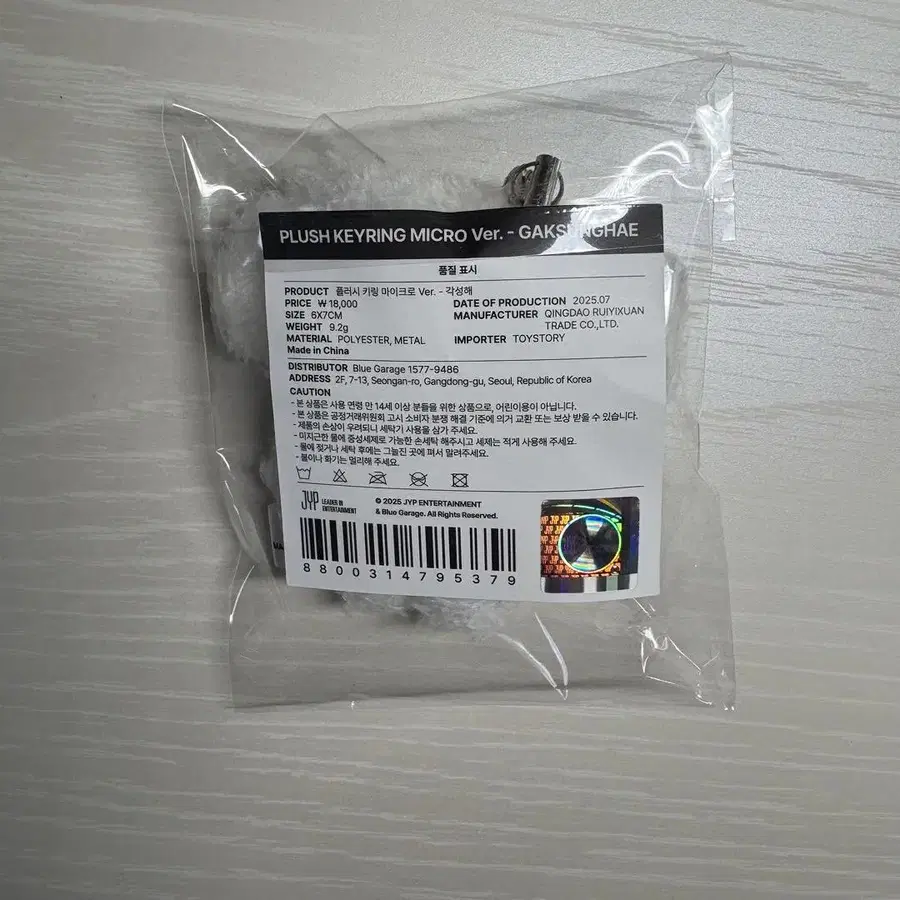 PLUSH KEYRING MICRO Ver. - GAKSUNGHAE
품질 표시
PRODUCT 플러시 키링 마이크로 Ver. - 각성해
PRICE ₩ 18,000
SIZE 6X7CM
WEIGHT 9.2g
MATERIAL POLYESTER, METAL
Made in China
DATE OF PRODUCTION 2025.07
MANUFACTURER QINGDAO RUIYIXUAN
TRADE CO.,LTD.
IMPORTER TOYSTORY
DISTRIBUTOR Blue Garage 1577-9486
ADDRESS 2F, 7-13, Seongan-ro, Gangdong-gu, Seoul, Republic of Korea
CAUTION
- 본 상품은 사용 연령 만 14세 이상 분들을 위한 상품으로, 어린이용이 아닙니다.
- 본 상품은 공정거래위원회 고시 소비자 분쟁 해결 기준에 의거 교환 또는 보상 받을 수 있습니다.
- 제품의 손상이 우려되니 세탁기 사용을 삼가 주세요.
- 미지근한 물에 중성세제로 가능한 손세탁 해주시고 세제는 적게 사용해 주세요.
- 물에 젖거나 세탁 후에는 그늘진 곳에 펴서 말려주세요.
- 물이나 화기는 멀리해 주세요.
JYP LEADER IN
ENTERTAINMENT
© 2025 JYP ENTERTAINMENT
& Blue Garage. All Rights Reserved.
8800314795379